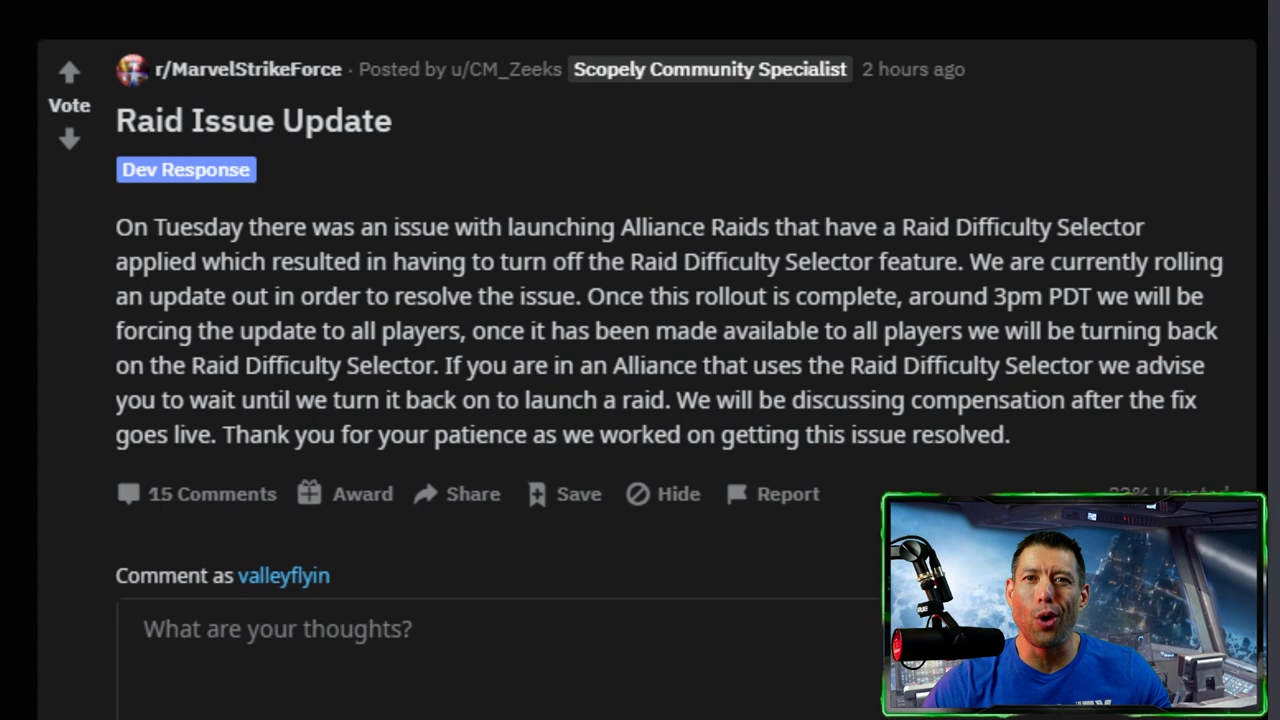 r/MarvelStrikeForce · Posted by u/CM_Zeeks Scopely Community Specialist 2 hours ago
Vote
Raid Issue Update
Dev Response
On Tuesday there was an issue with launching Alliance Raids that have a Raid Difficulty Selector
applied which resulted in having to turn off the Raid Difficulty Selector feature. We are currently rolling
an update out in order to resolve the issue. Once this rollout is complete, around 3pm PDT we will be
forcing the update to all players, once it has been made available to all players we will be turning back
on the Raid Difficulty Selector. If you are in an Alliance that uses the Raid Difficulty Selector we advise
you to wait until we turn it back on to launch a raid. We will be discussing compensation after the fix
goes live. Thank you for your patience as we worked on getting this issue resolved.
15 Comments Award Share Save Hide Report
Comment as valleyflyin
What are your thoughts?